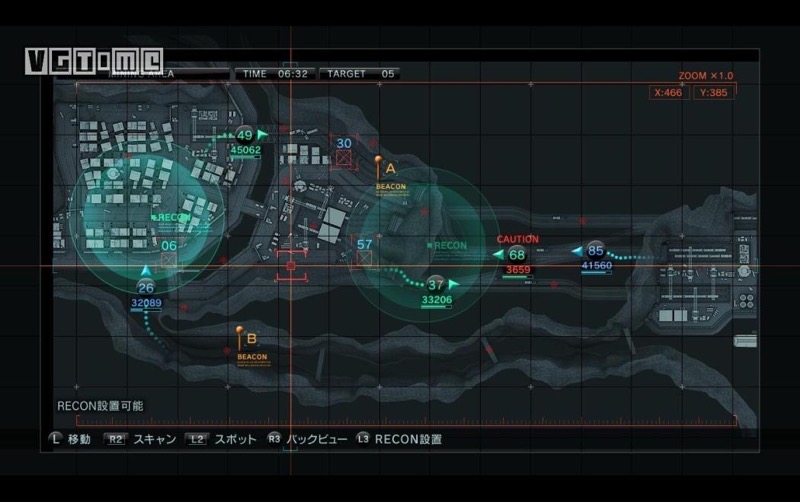 VGTIME
MINING AREA
TIME 06:32
TARGET 05
ZOOM ×1.0
X:466
Y:385
49
45062
30
A
BEACON
RECON
06
57
RECON
CAUTION
68
3659
85
41560
26
32089
37
33206
B
BEACON
RECON設置可能
L 移動 R2 スキャン L2 スポット R3 バックビュー L3 RECON設置